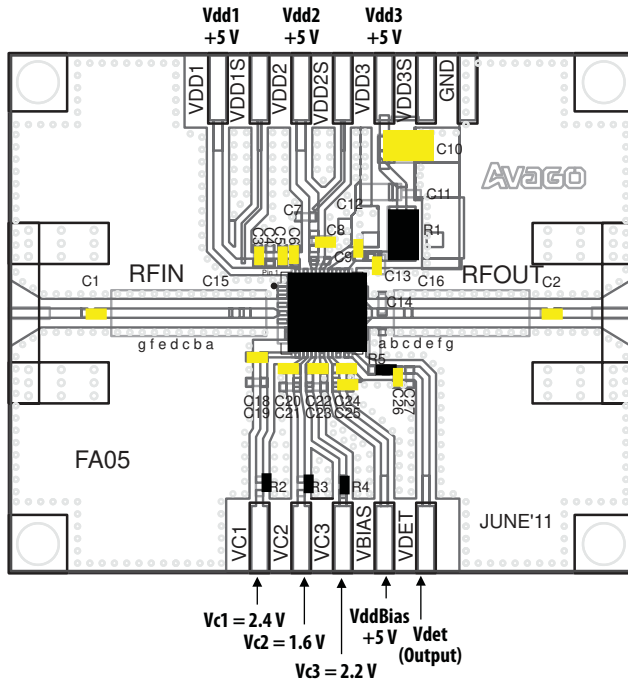 Vdd1 Vdd2 Vdd3
+5 V +5 V +5 V
VDD1
VDD1S
VDD2
VDD2S
VDD3
VDD3S
GND
C10
AVAGO
C11
C7
C12
R1
C3
C4
C5
C6
C8
C9
C13
Pin 1
C1
RFIN
C15
C14
C16
RFOUT
C2
g f e d c b a
a b c d e f g
R5
C18
C19
C20
C21
C22
C23
C24
C25
C26
C27
FA05
R2
R3
R4
VC1
VC2
VC3
VBIAS
VDET
JUNE'11
Vc1 = 2.4 V
Vc2 = 1.6 V
Vc3 = 2.2 V
VddBias
+5 V
Vdet
(Output)